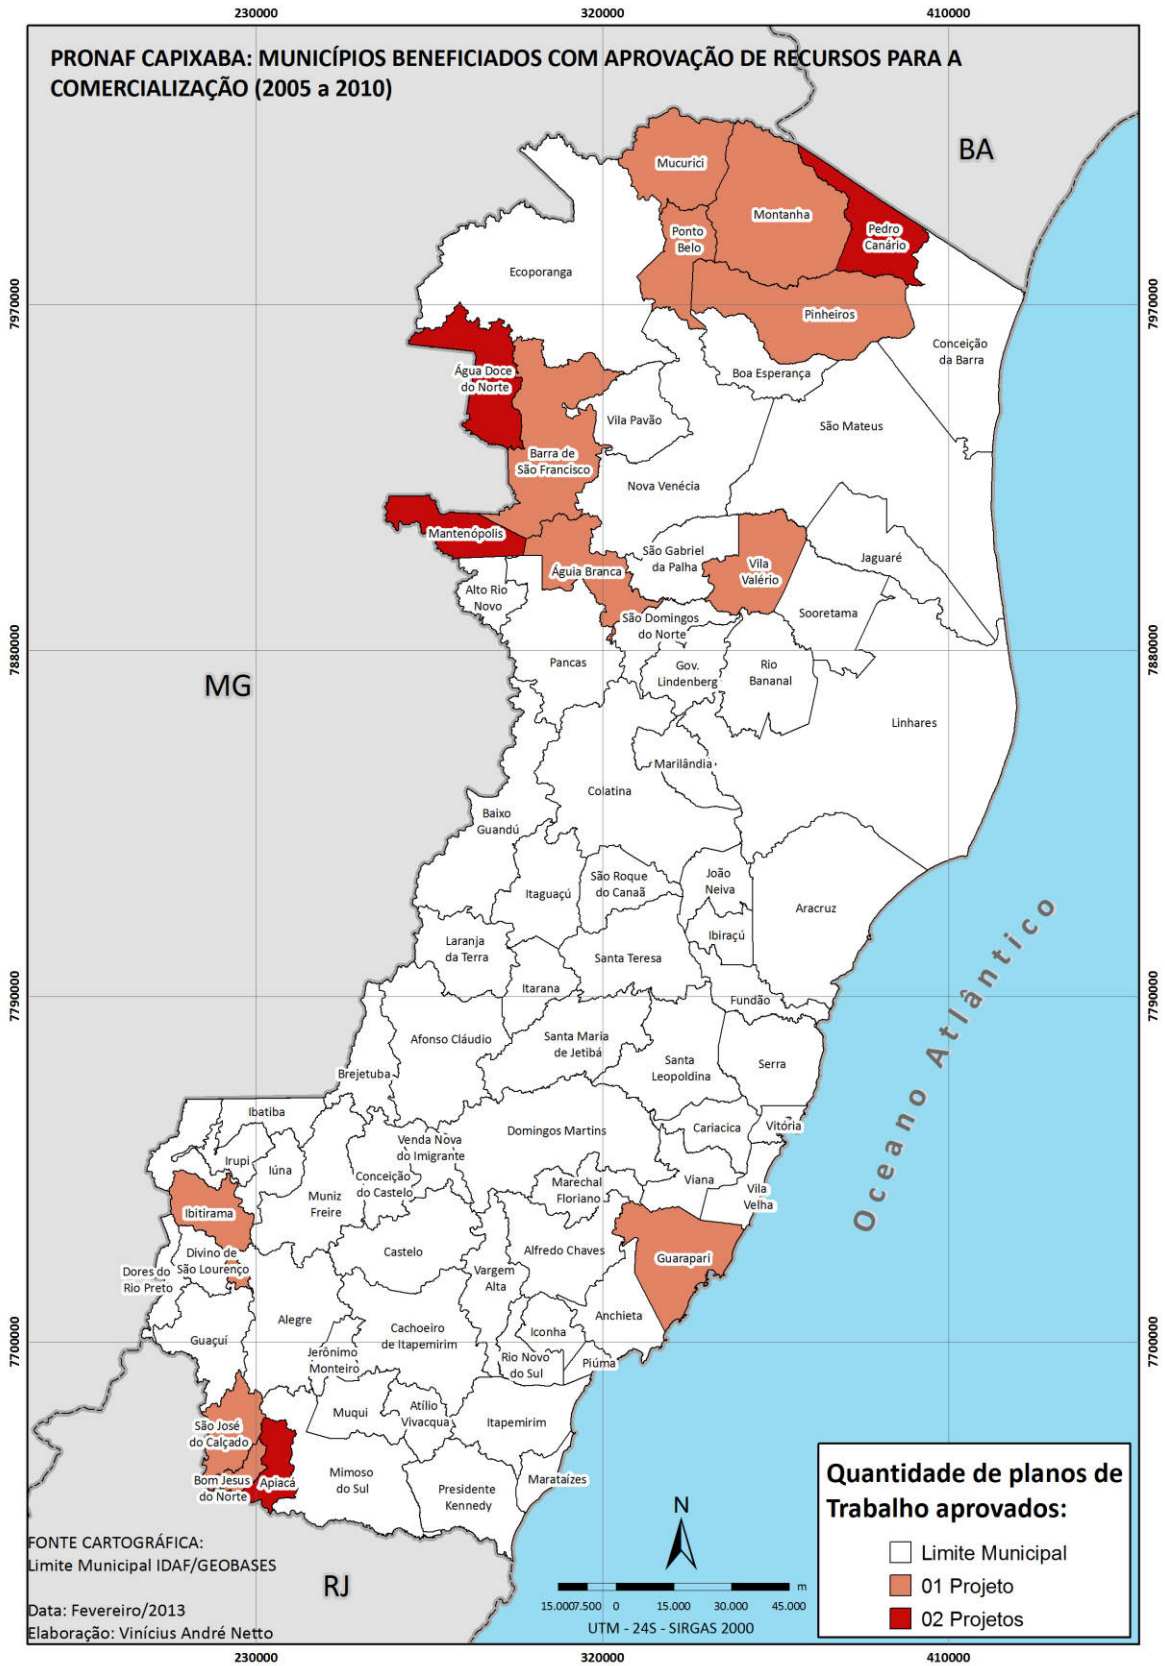 230000
320000
410000
PRONAF CAPIXABA: MUNICÍPIOS BENEFICIADOS COM APROVAÇÃO DE RECURSOS PARA A
COMERCIALIZAÇÃO (2005 a 2010)
BA
Mucurici
Montanha
Ponto
Belo
Pedro
Canário
Ecoporanga
7970000
7970000
Pinheiros
Conceição
da Barra
Água Doce
do Norte
Boa Esperança
Vila Pavão
São Mateus
Barra de
São Francisco
Nova Venécia
Mantenópolis
São Gabriel
da Palha
Jaguaré
Águia Branca
Vila
Valério
Alto Rio
Novo
Sooretama
São Domingos
do Norte
7880000
7880000
Pancas
Gov.
Lindenberg
Rio
Bananal
MG
Linhares
Marilândia
Colatina
Baixo
Guandú
Itaguaçú
São Roque
do Canaã
João
Neiva
Aracruz
Ibiraçú
Laranja
da Terra
Santa Teresa
Itarana
Fundão
7790000
7790000
Oceano Atlântico
Afonso Cláudio
Santa Maria
de Jetibá
Santa
Leopoldina
Serra
Brejetuba
Ibatiba
Domingos Martins
Cariacica
Vitória
Venda Nova
do Imigrante
Irupi
Iúna
Conceição
do Castelo
Marechal
Floriano
Viana
Vila
Velha
Muniz
Freire
Ibitirama
Castelo
Alfredo Chaves
Guarapari
Divino de
São Lourenço
Dores do
Rio Preto
Vargem
Alta
Anchieta
Alegre
Guaçuí
Cachoeiro
de Itapemirim
Iconha
7700000
7700000
Jerônimo
Monteiro
Rio Novo
do Sul
Piúma
Muqui
Atílio
Vivacqua
Itapemirim
São José
do Calçado
Bom Jesus
do Norte
Apiacá
Mimoso
do Sul
Presidente
Kennedy
Marataízes
Quantidade de planos de
Trabalho aprovados:
Limite Municipal
01 Projeto
02 Projetos
N
m
15.000
7.500
0
15.000
30.000
45.000
UTM - 24S - SIRGAS 2000
FONTE CARTOGRÁFICA:
Limite Municipal IDAF/GEOBASES
RJ
Data: Fevereiro/2013
Elaboração: Vinícius André Netto
230000
320000
410000